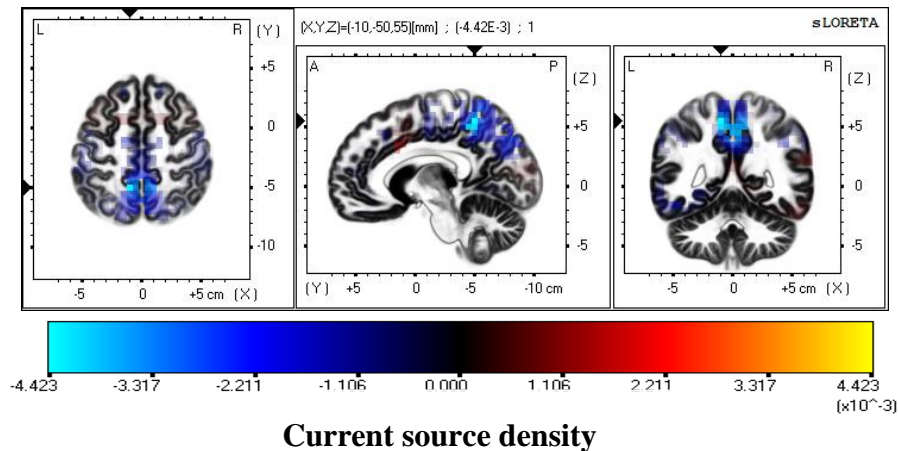 (X,Y,Z)=(-10,-50,55)[mm] ; (-4.42E-3) ; 1
sLORETA
L R (Y)
+5
0
-5
-10
-5 0 +5 cm (X)
A P (Z)
+5
0
-5
(Y) +5 0 -5 -10 cm
L R (Z)
+5
0
-5
-5 0 +5 cm (X)
-4.423 -3.317 -2.211 -1.106 0.000 1.106 2.211 3.317 4.423
(x10^-3)
Current source density